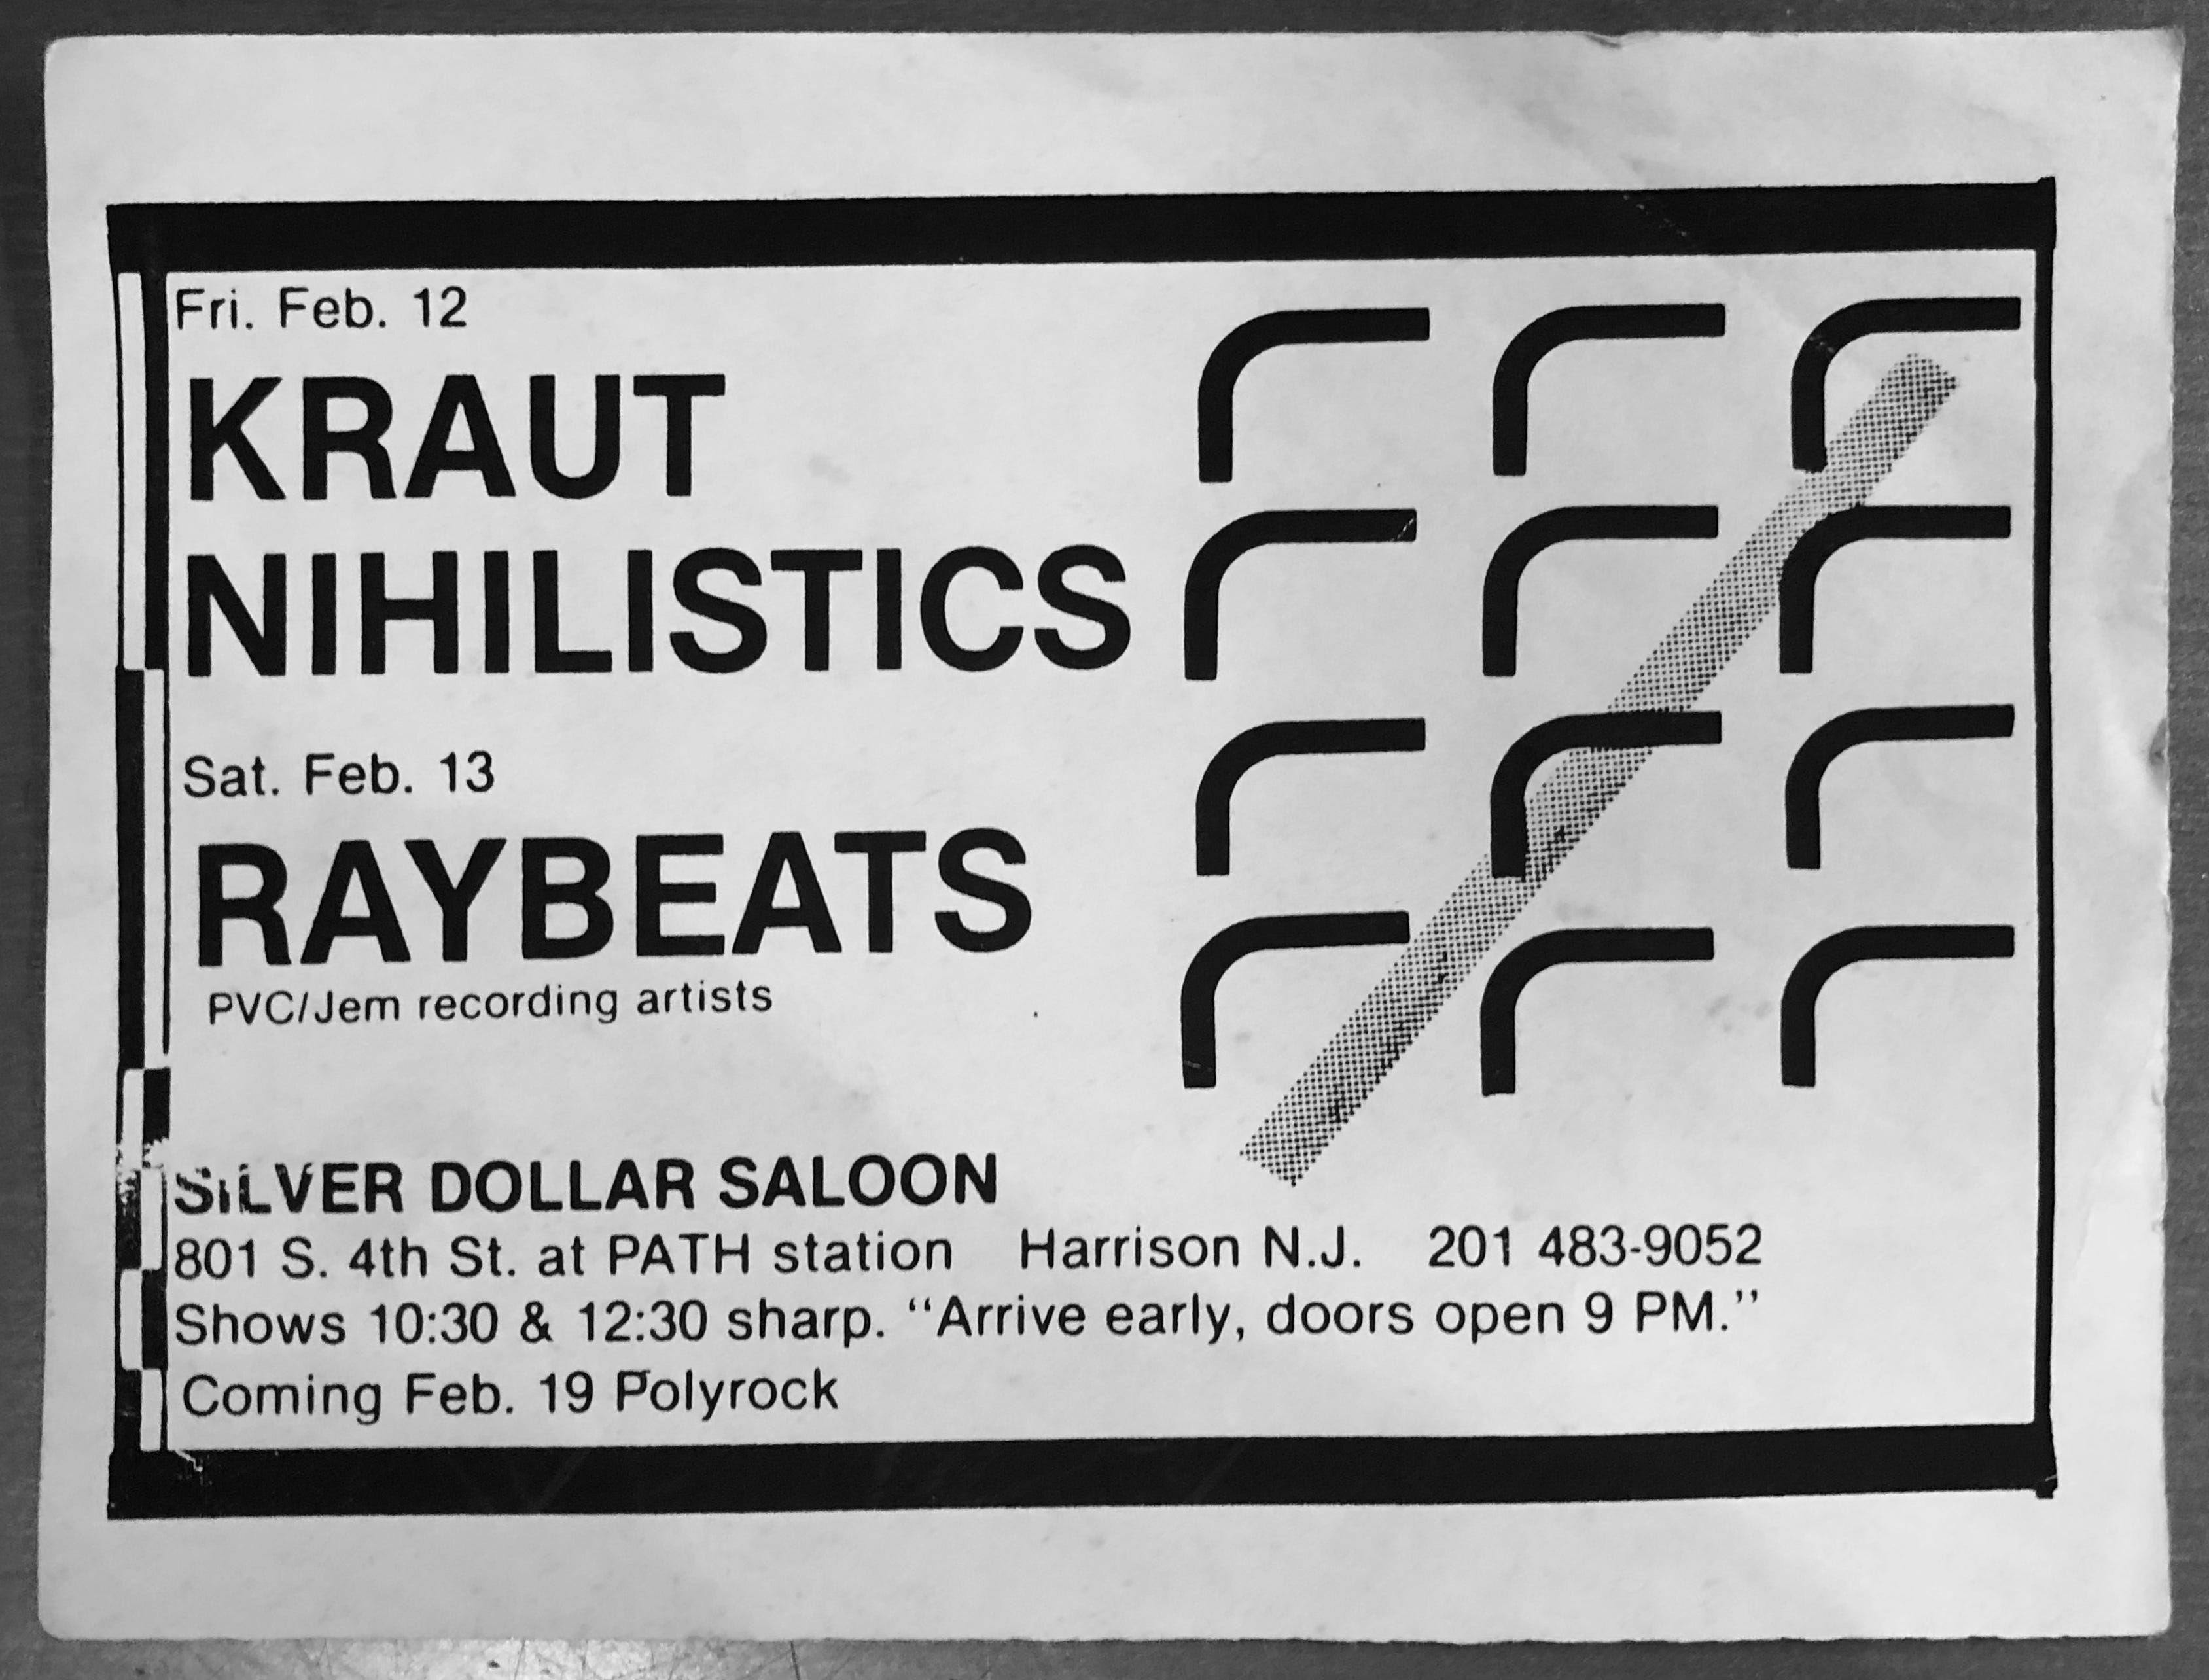 Fri. Feb. 12
KRAUT
NIHILISTICS
Sat. Feb. 13
RAYBEATS
PVC/Jem recording artists
SILVER DOLLAR SALOON
801 S. 4th St. at PATH station Harrison N.J. 201 483-9052
Shows 10:30 & 12:30 sharp. “Arrive early, doors open 9 PM.”
Coming Feb. 19 Polyrock